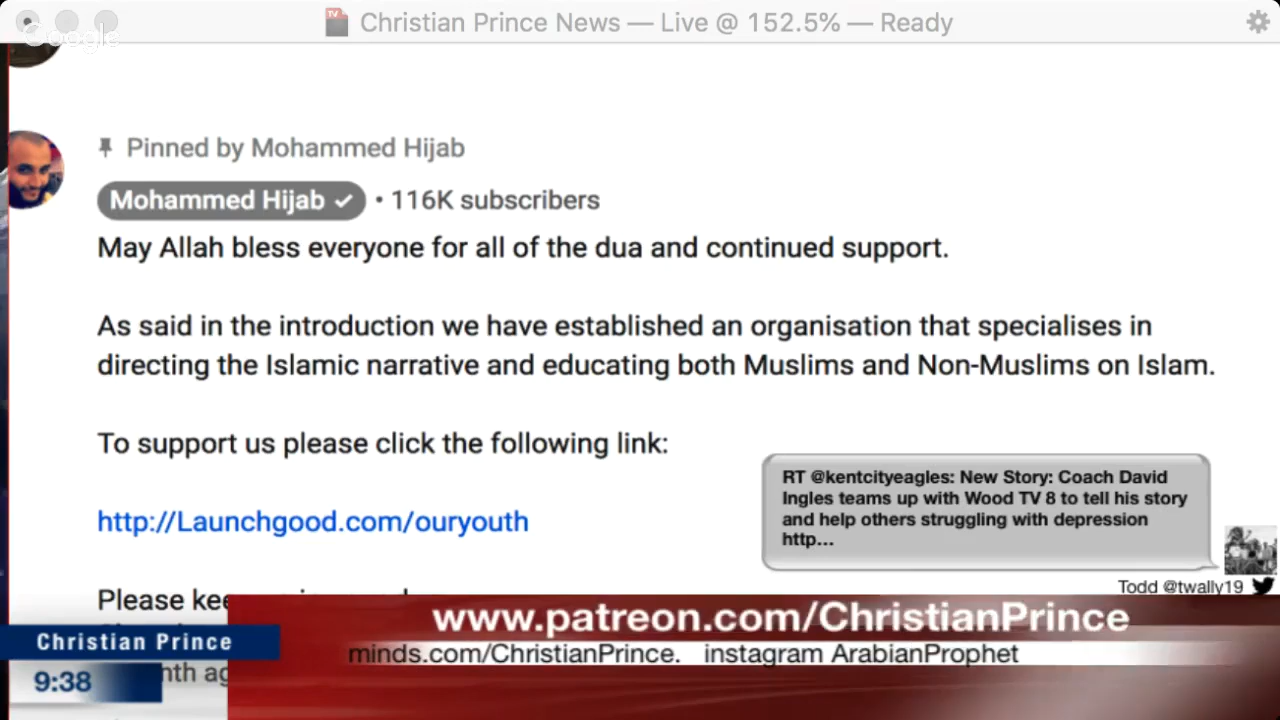 Christian Prince News — Live @ 152.5% — Ready
Google
Pinned by Mohammed Hijab
Mohammed Hijab ✓ • 116K subscribers
May Allah bless everyone for all of the dua and continued support.
As said in the introduction we have established an organisation that specialises in
directing the Islamic narrative and educating both Muslims and Non-Muslims on Islam.
To support us please click the following link:
http://Launchgood.com/ouryouth
RT @kentcityeagles: New Story: Coach David
Ingles teams up with Wood TV 8 to tell his story
and help others struggling with depression
http...
Todd @twally19
Please
www.patreon.com/ChristianPrince
Christian Prince
minds.com/ChristianPrince. instagram ArabianProphet
9:38